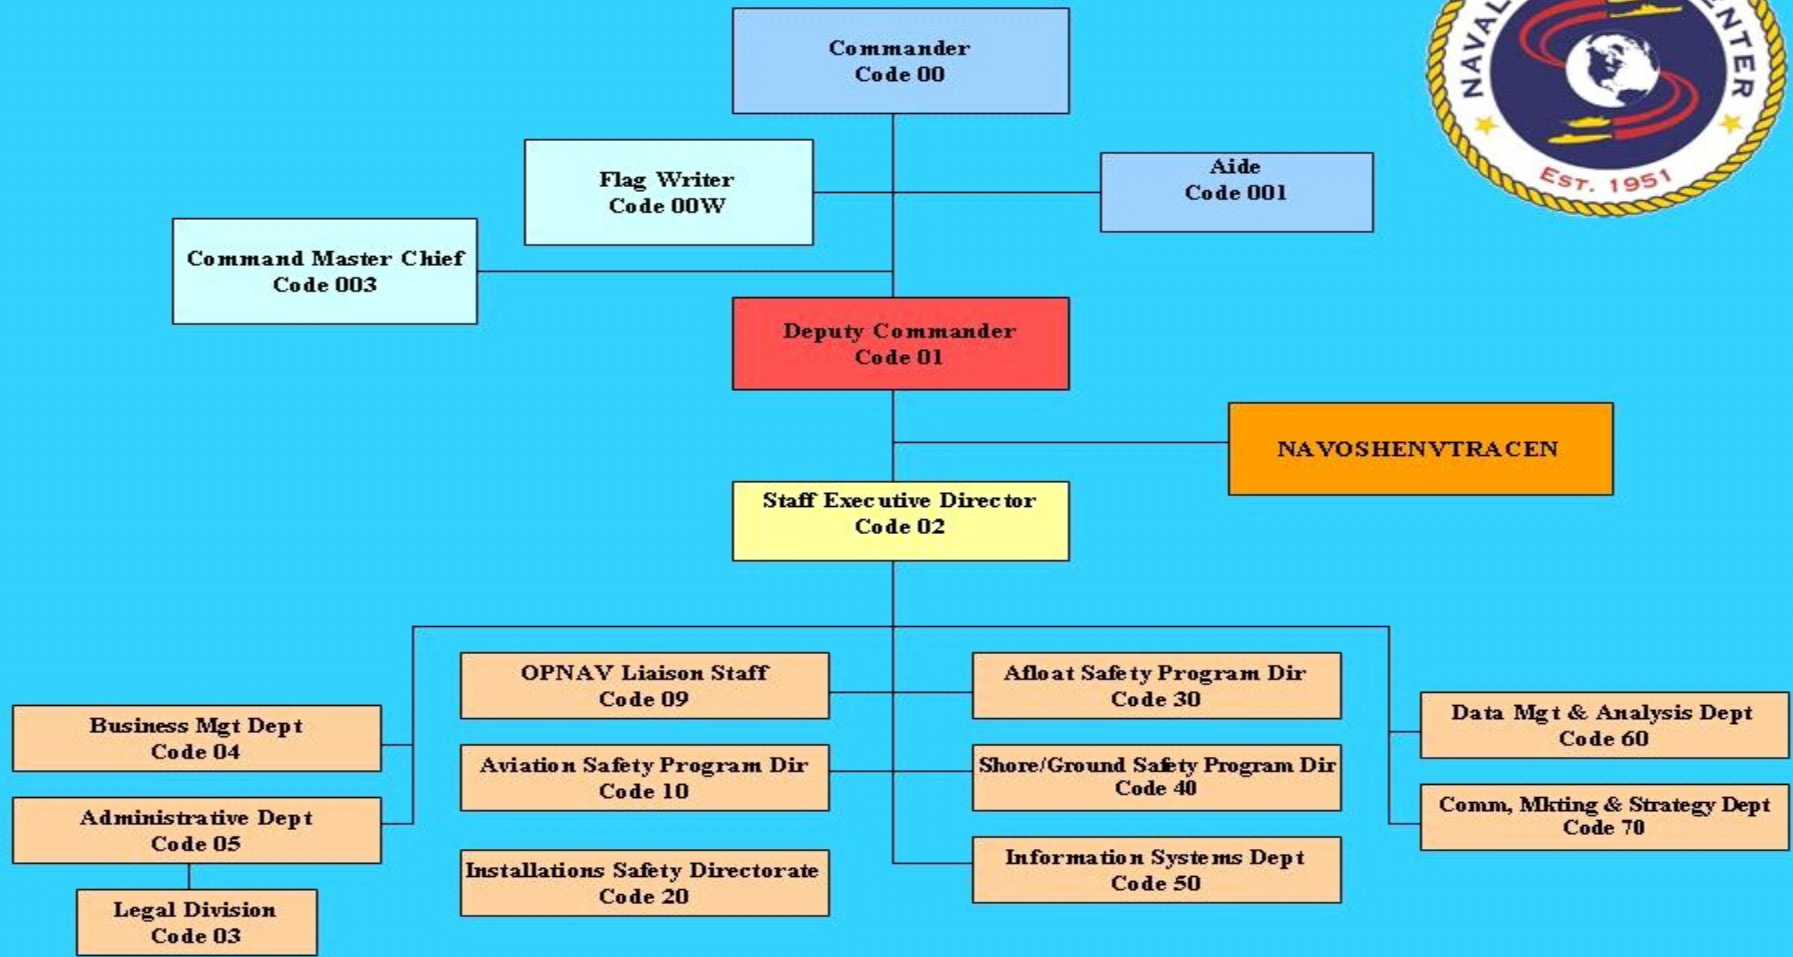 Commander
Code 00
NAVAL
ENTER
EST. 1951
Flag Writer
Code 00W
Aide
Code 001
Command Master Chief
Code 003
Deputy Commander
Code 01
NAVOSHENVTRACEN
Staff Executive Director
Code 02
OPNAV Liaison Staff
Code 09
Afloat Safety Program Dir
Code 30
Business Mgt Dept
Code 04
Data Mgt & Analysis Dept
Code 60
Aviation Safety Program Dir
Code 10
Shore/Ground Safety Program Dir
Code 40
Administrative Dept
Code 05
Comm, Mkting & Strategy Dept
Code 70
Installations Safety Directorate
Code 20
Information Systems Dept
Code 50
Legal Division
Code 03